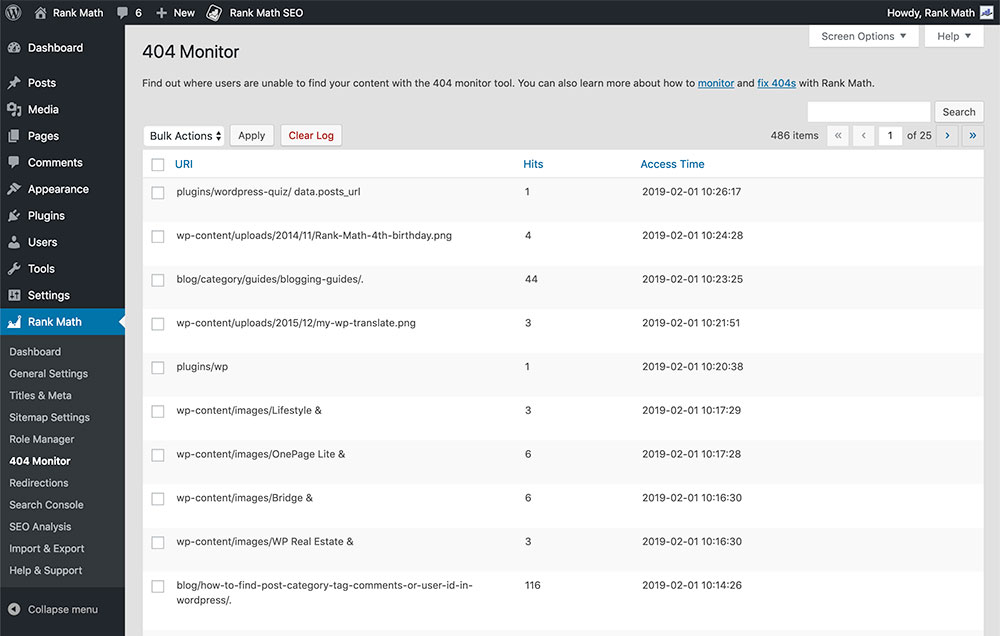 Rank Math 6 New Rank Math SEO Howdy, Rank Math
Dashboard
Posts
Media
Pages
Comments
Appearance
Plugins
Users
Tools
Settings
Rank Math
Dashboard
General Settings
Titles & Meta
Sitemap Settings
Role Manager
404 Monitor
Redirections
Search Console
SEO Analysis
Import & Export
Help & Support
Collapse menu
Screen Options ▼ Help ▼
404 Monitor
Find out where users are unable to find your content with the 404 monitor tool. You can also learn more about how to monitor and fix 404s with Rank Math.
Search
Bulk Actions Apply Clear Log 486 items « ‹ 1 of 25 › »
URI Hits Access Time
plugins/wordpress-quiz/ data.posts_url 1 2019-02-01 10:26:17
wp-content/uploads/2014/11/Rank-Math-4th-birthday.png 4 2019-02-01 10:24:28
blog/category/guides/blogging-guides/. 44 2019-02-01 10:23:25
wp-content/uploads/2015/12/my-wp-translate.png 3 2019-02-01 10:21:51
plugins/wp 1 2019-02-01 10:20:38
wp-content/images/Lifestyle & 3 2019-02-01 10:17:29
wp-content/images/OnePage Lite & 6 2019-02-01 10:17:28
wp-content/images/Bridge & 6 2019-02-01 10:16:30
wp-content/images/WP Real Estate & 3 2019-02-01 10:16:30
blog/how-to-find-post-category-tag-comments-or-user-id-in- 116 2019-02-01 10:14:26
wordpress/.